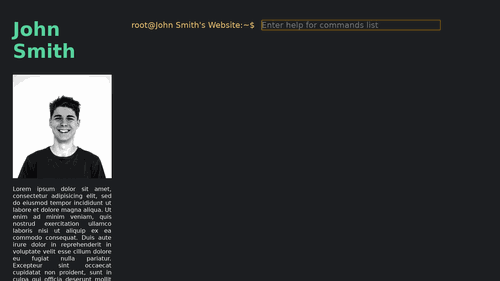 John
Smith
root@John Smith's Website:~$ Enter help for commands list
Lorem ipsum dolor sit amet,
consectetur adipisicing elit, sed
do eiusmod tempor incididunt ut
labore et dolore magna aliqua. Ut
enim ad minim veniam, quis
nostrud exercitation ullamco
laboris nisi ut aliquip ex ea
commodo consequat. Duis aute
irure dolor in reprehenderit in
voluptate velit esse cillum dolore
eu fugiat nulla pariatur.
Excepteur sint occaecat
cupidatat non proident, sunt in
culpa qui officia deserunt mollit